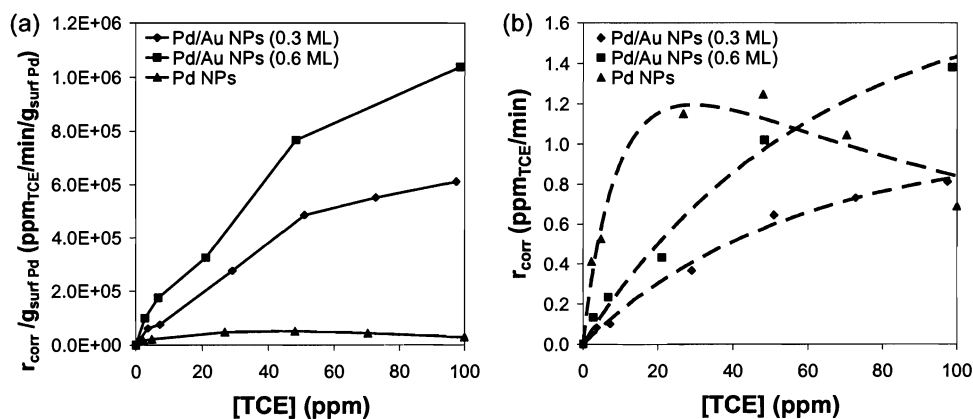 (a)
1.2E+06
1.0E+06
8.0E+05
6.0E+05
4.0E+05
2.0E+05
0.0E+00
r_corr/g_surf Pd (ppm_TCE/min/g_surf Pd)
Pd/Au NPs (0.3 ML)
Pd/Au NPs (0.6 ML)
Pd NPs
0 20 40 60 80 100
[TCE] (ppm)
(b)
1.6
1.4
1.2
1.0
0.8
0.6
0.4
0.2
0.0
r_corr (ppm_TCE/min)
Pd/Au NPs (0.3 ML)
Pd/Au NPs (0.6 ML)
Pd NPs
0 20 40 60 80 100
[TCE] (ppm)